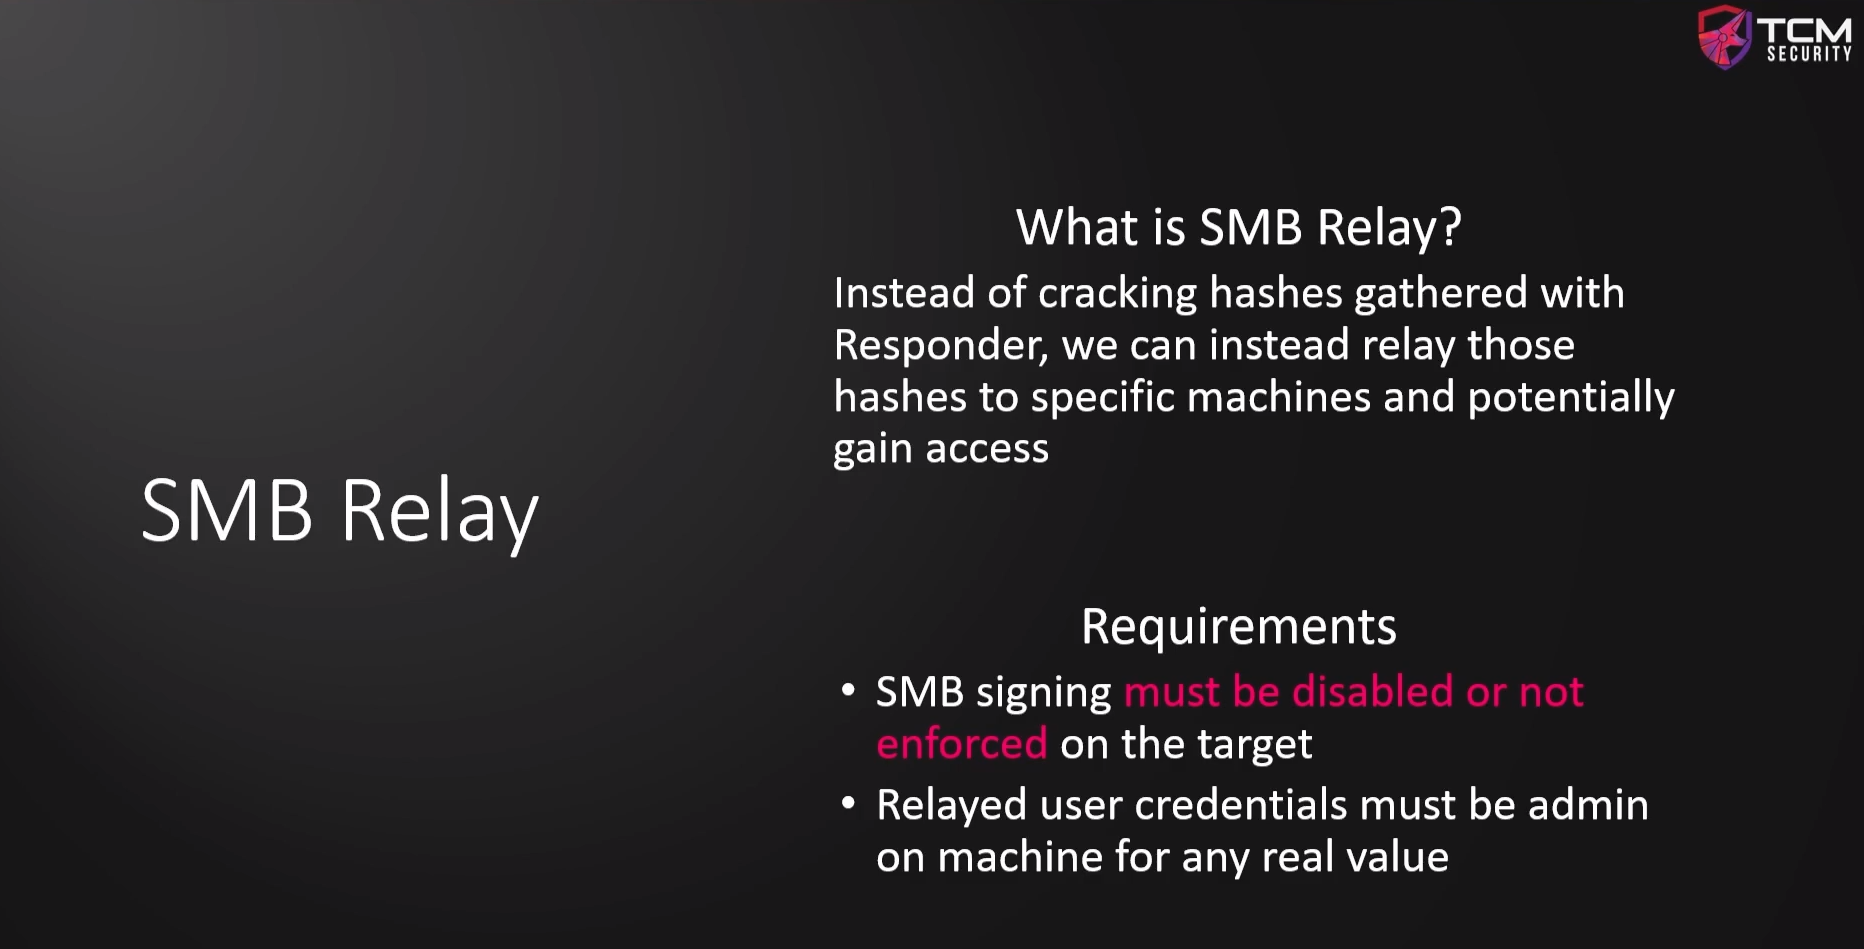 TCM
SECURITY
SMB Relay
What is SMB Relay?
Instead of cracking hashes gathered with
Responder, we can instead relay those
hashes to specific machines and potentially
gain access
Requirements
• SMB signing must be disabled or not
enforced on the target
• Relayed user credentials must be admin
on machine for any real value